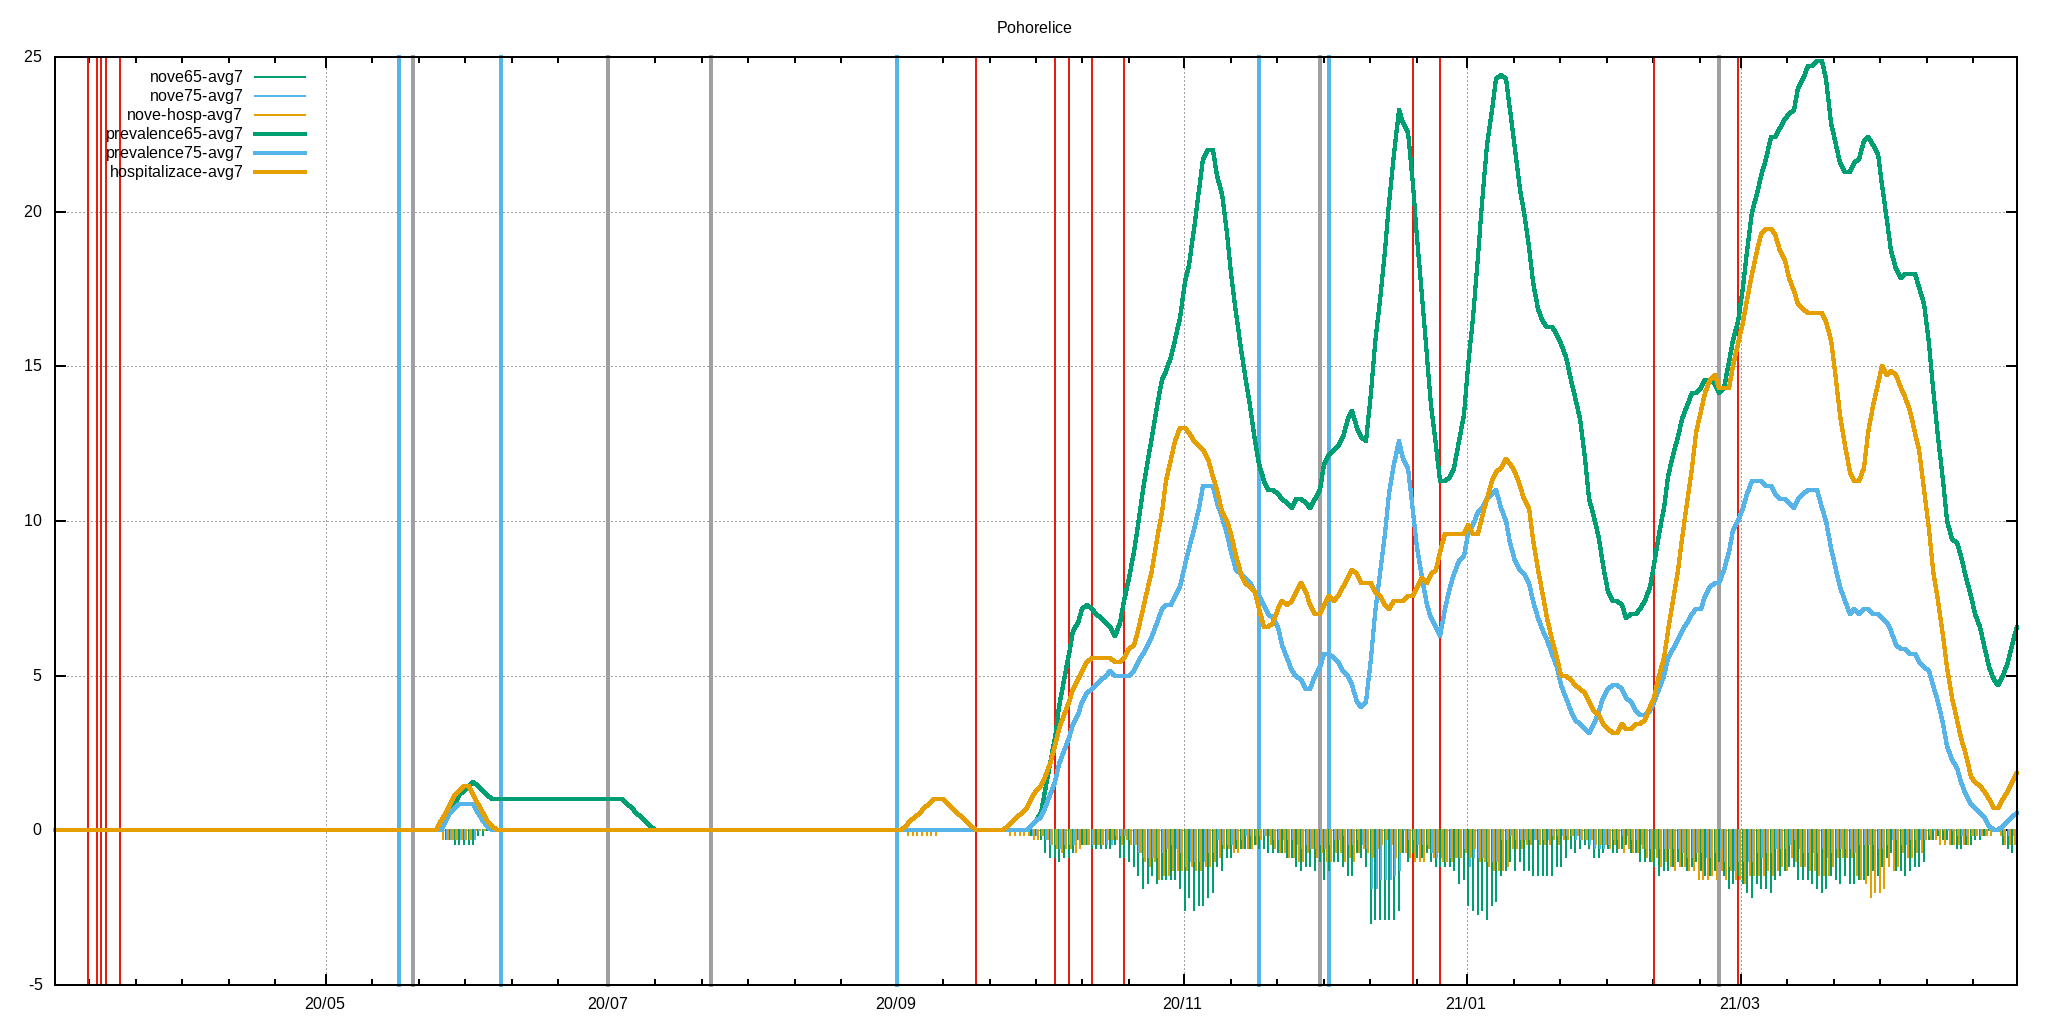 Pohorelice
25
20
15
10
5
0
-5
nove65-avg7
nove75-avg7
nove-hosp-avg7
prevalence65-avg7
prevalence75-avg7
hospitalizace-avg7
20/05 20/07 20/09 20/11 21/01 21/03